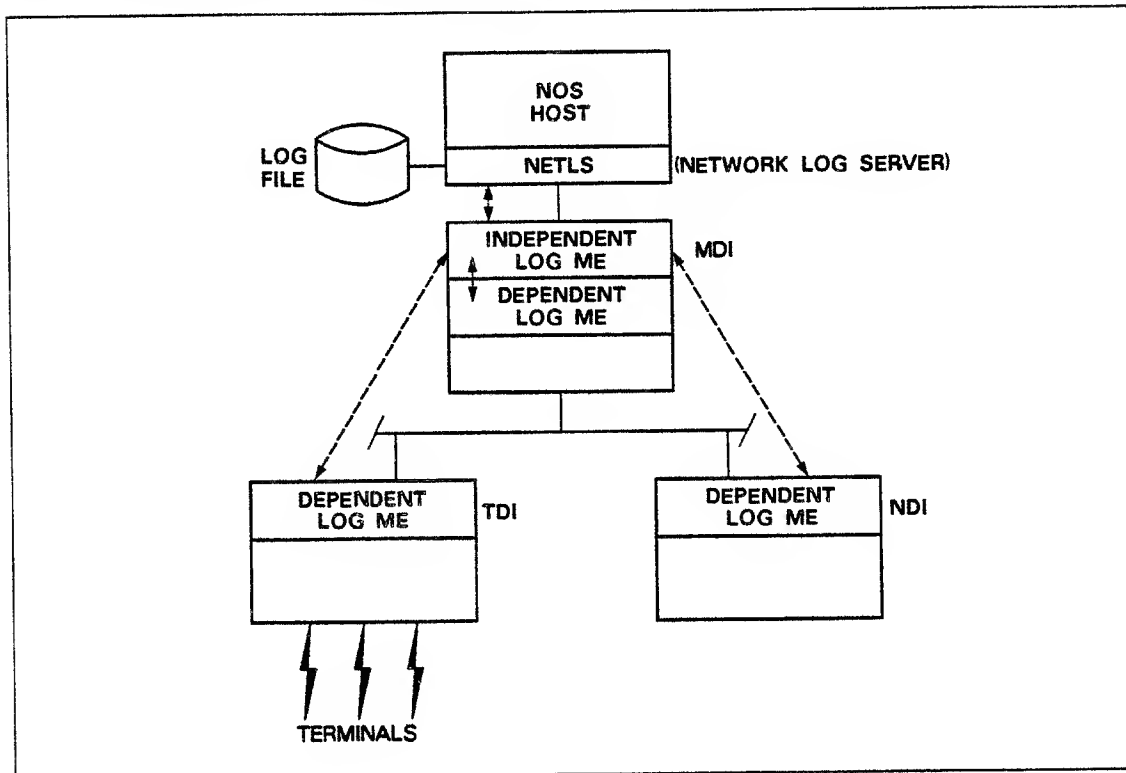 NOS
HOST
LOG
FILE
NETLS
(NETWORK LOG SERVER)
INDEPENDENT
LOG ME
MDI
DEPENDENT
LOG ME
DEPENDENT
LOG ME
TDI
DEPENDENT
LOG ME
NDI
TERMINALS